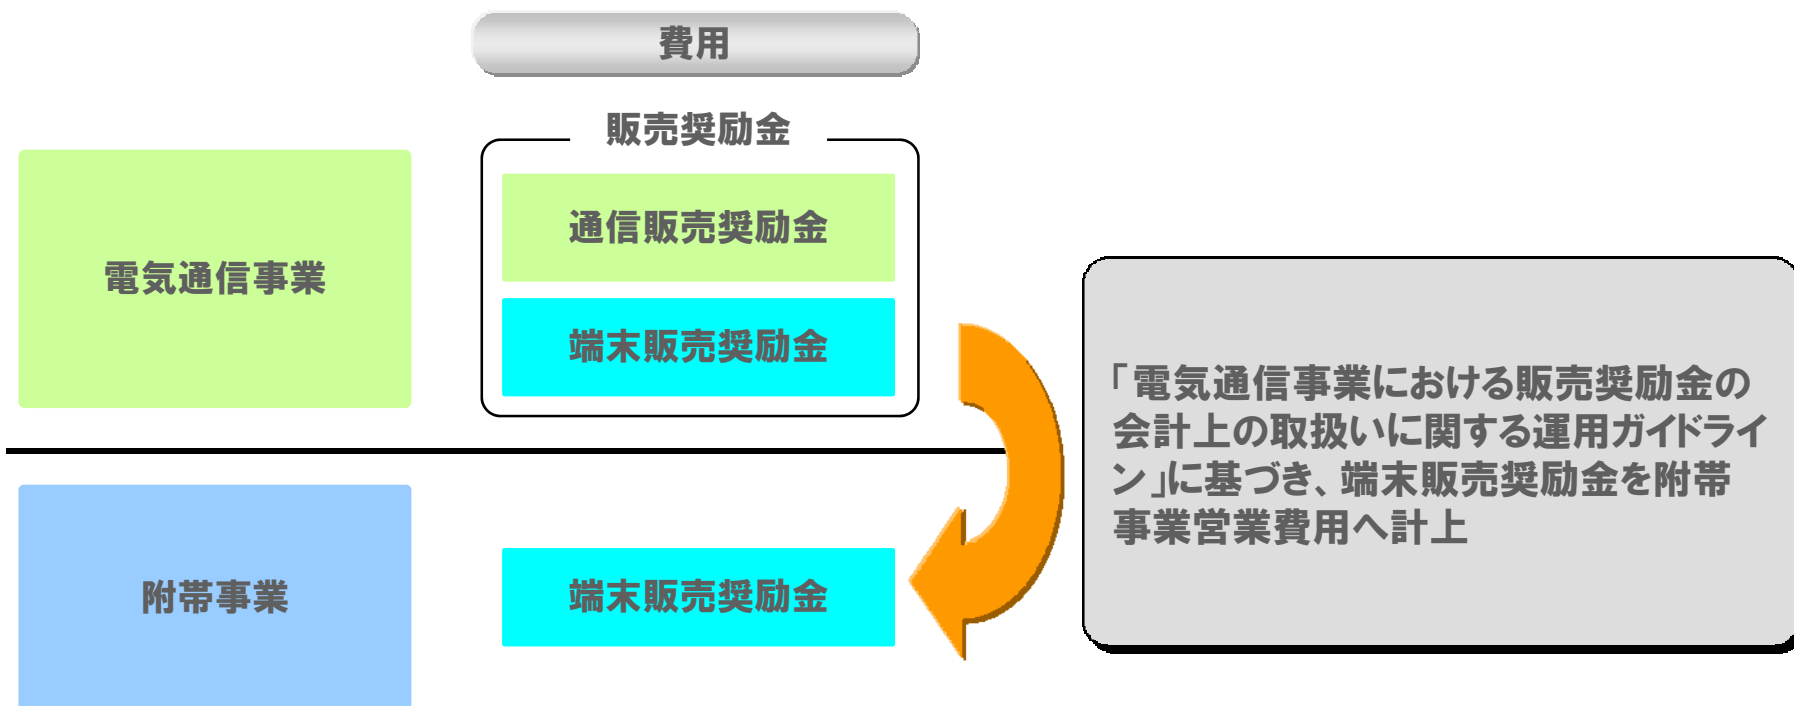 費用
販売奨励金
電気通信事業
通信販売奨励金
端末販売奨励金
附帯事業
端末販売奨励金
「電気通信事業における販売奨励金の
会計上の取扱いに関する運用ガイドライ
ン」に基づき、端末販売奨励金を附帯
事業営業費用へ計上